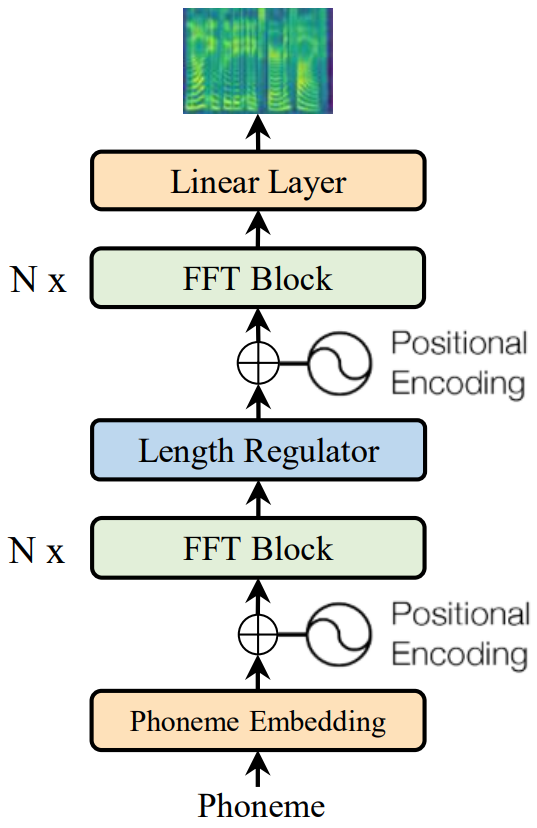 Linear Layer
N x
FFT Block
Positional
Encoding
Length Regulator
N x
FFT Block
Positional
Encoding
Phoneme Embedding
Phoneme